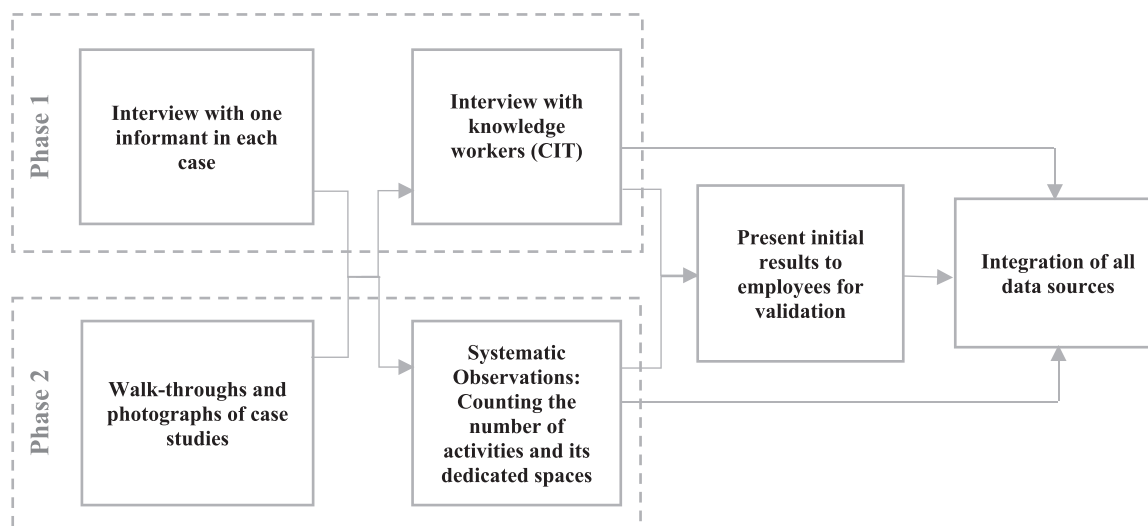 Phase 1
Interview with one
informant in each
case
Interview with
knowledge
workers (CIT)
Present initial
results to
employees for
validation
Integration of all
data sources
Phase 2
Walk-throughs and
photographs of case
studies
Systematic
Observations:
Counting the
number of
activities and its
dedicated spaces